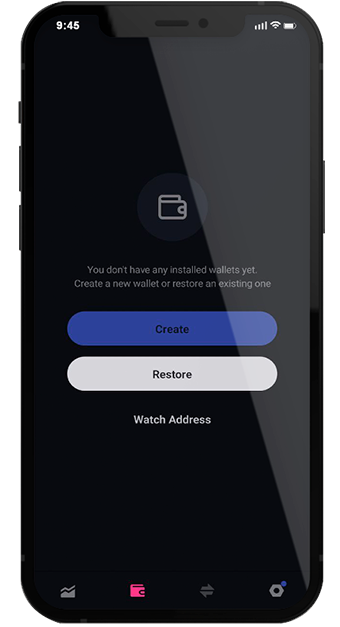 9:45
You don't have any installed wallets yet.
Create a new wallet or restore an existing one
Create
Restore
Watch Address